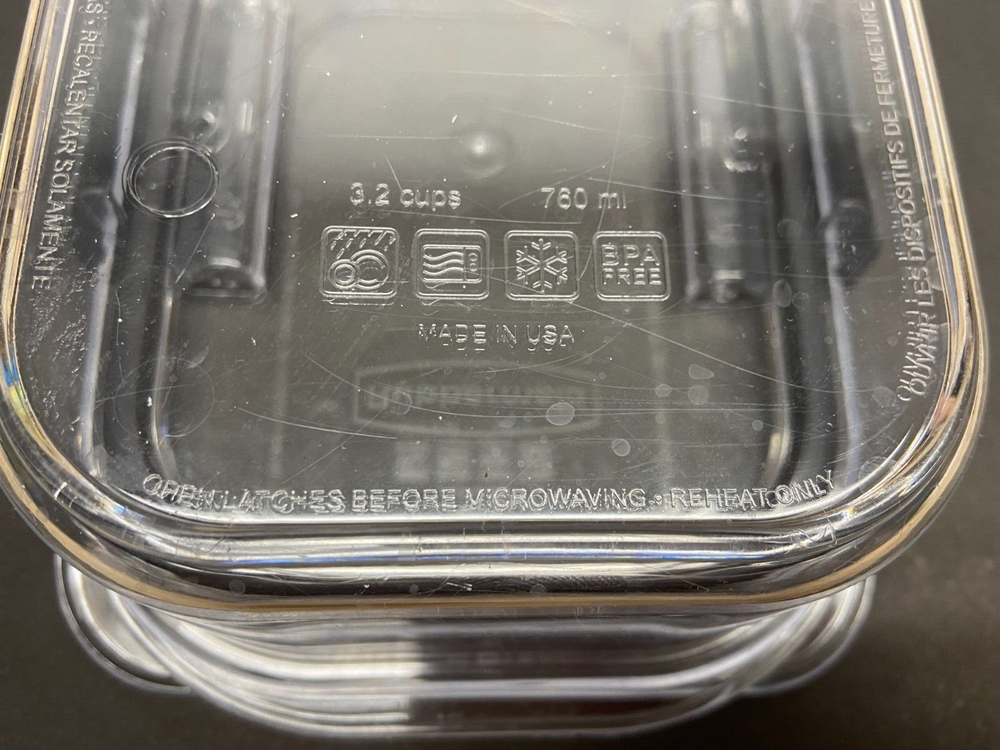 3.2 cups 760 ml
BPA
FREE
MADE IN USA
OPEN LATCHES BEFORE MICROWAVING • REHEAT ONLY
• RECALENTAR SOLAMENTE
OUVRIR LES DISPOSITIFS DE FERMETURE